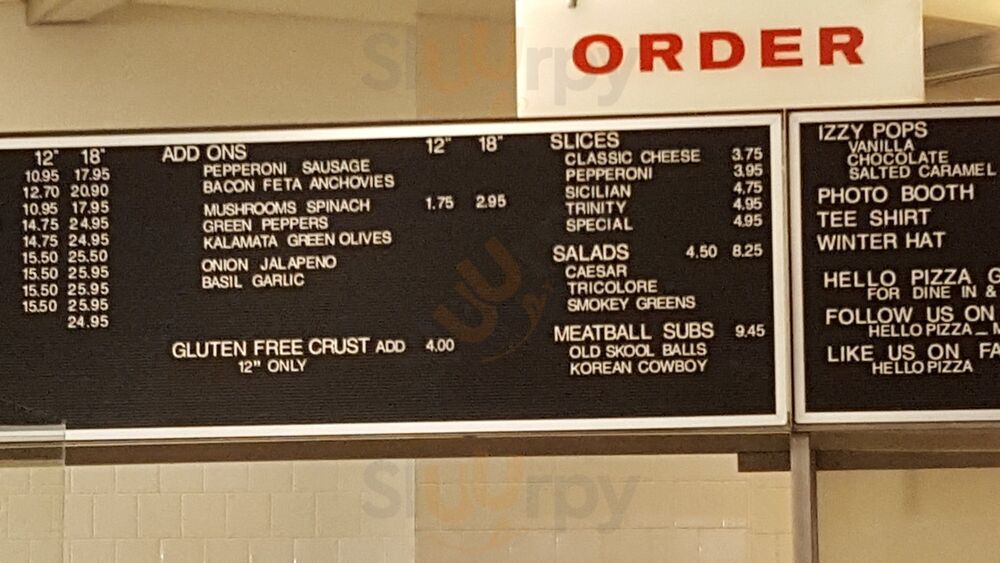 ORDER
12" 18"
10.95 17.95
12.70 20.90
10.95 17.95
14.75 24.95
14.75 24.95
15.50 25.50
15.50 25.95
15.50 25.95
15.50 25.95
24.95
ADD ONS 12" 18"
PEPPERONI SAUSAGE
BACON FETA ANCHOVIES
MUSHROOMS SPINACH 1.75 2.95
GREEN PEPPERS
KALAMATA GREEN OLIVES
ONION JALAPENO
BASIL GARLIC
GLUTEN FREE CRUST ADD 4.00
12" ONLY
SLICES
CLASSIC CHEESE 3.75
PEPPERONI 3.95
SICILIAN 4.75
TRINITY 4.95
SPECIAL 4.95
SALADS 4.50 8.25
CAESAR
TRICOLORE
SMOKEY GREENS
MEATBALL SUBS 9.45
OLD SKOOL BALLS
KOREAN COWBOY
IZZY POPS
VANILLA
CHOCOLATE
SALTED CARAMEL
PHOTO BOOTH
TEE SHIRT
WINTER HAT
HELLO PIZZA G
FOR DINE IN &
FOLLOW US ON
HELLO PIZZA_M
LIKE US ON FA
HELLO PIZZA
Sluurpy
Sluurpy